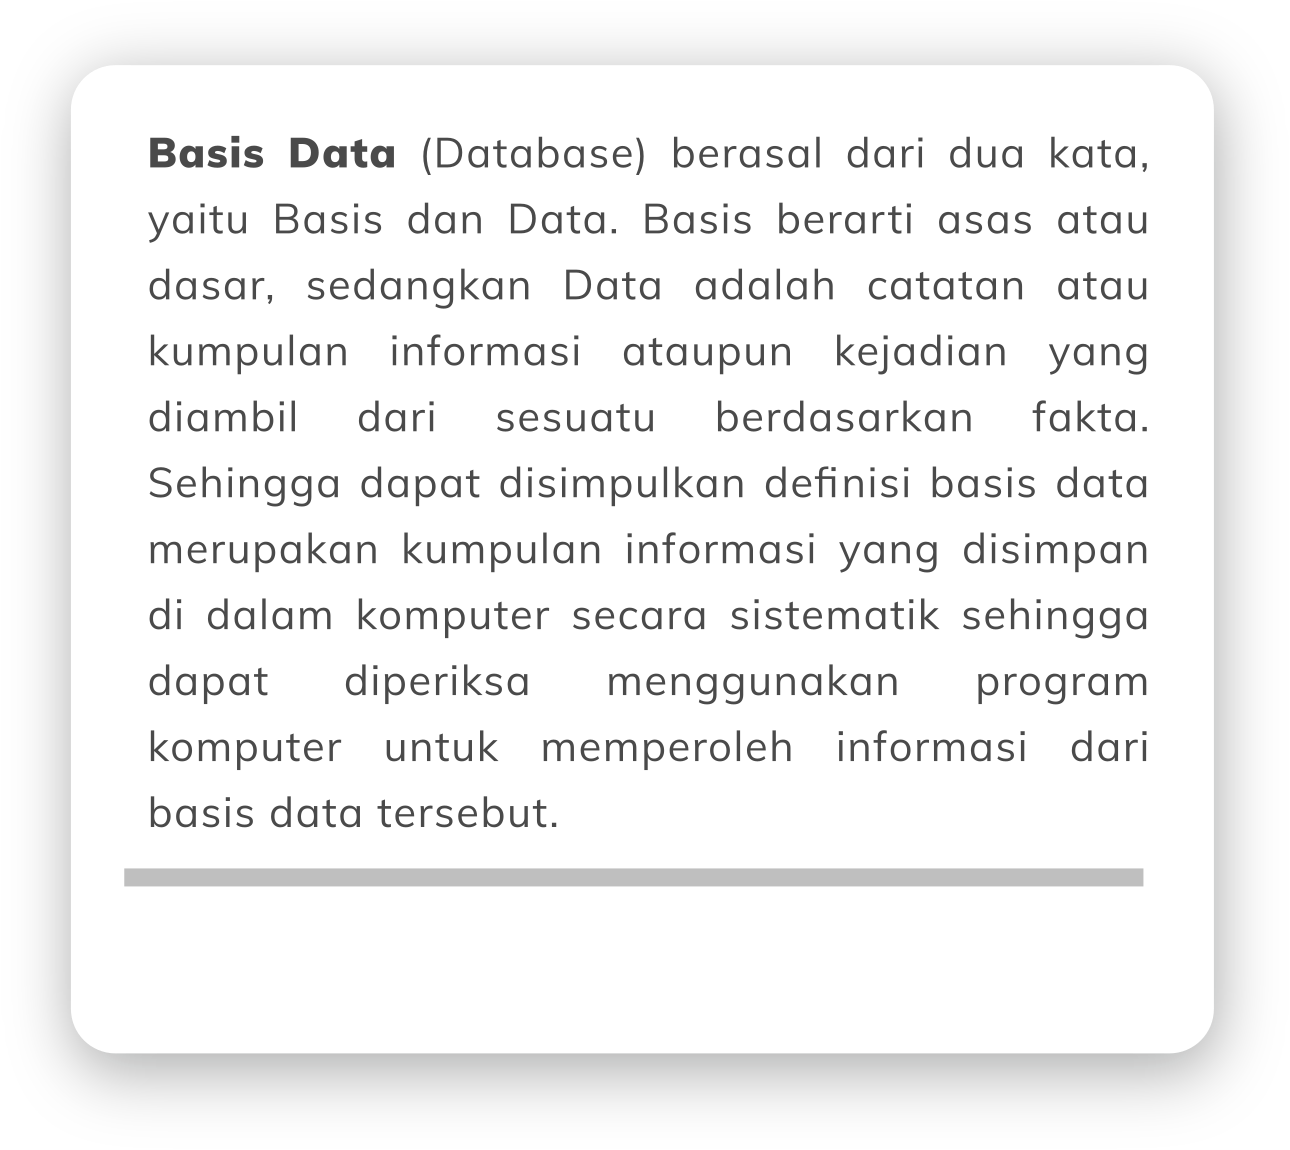 Basis Data (Database) berasal dari dua kata,
yaitu Basis dan Data. Basis berarti asas atau
dasar, sedangkan Data adalah catatan atau
kumpulan informasi ataupun kejadian yang
diambil dari sesuatu berdasarkan fakta.
Sehingga dapat disimpulkan definisi basis data
merupakan kumpulan informasi yang disimpan
di dalam komputer secara sistematik sehingga
dapat diperiksa menggunakan program
komputer untuk memperoleh informasi dari
basis data tersebut.